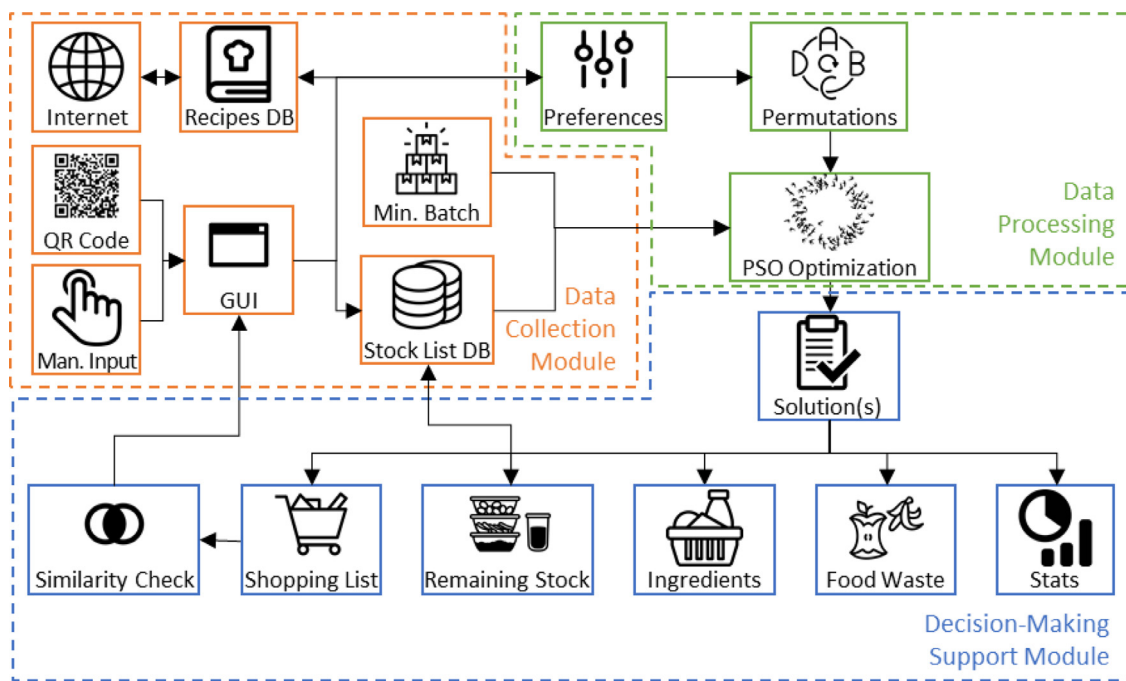 Internet
Recipes DB
Preferences
Permutations
QR Code
Min. Batch
Man. Input
GUI
Stock List DB
Data
Collection
Module
PSO Optimization
Data
Processing
Module
Solution(s)
Similarity Check
Shopping List
Remaining Stock
Ingredients
Food Waste
Stats
Decision-Making
Support Module
A
B
C
D